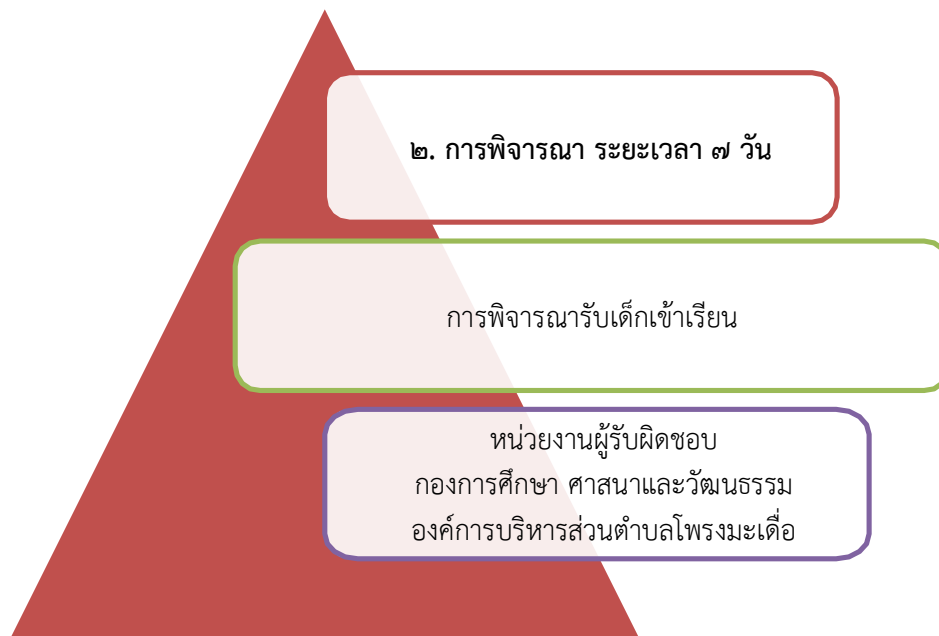 ๒. การพิจารณา ระยะเวลา ๗ วัน
การพิจารณารับเด็กเข้าเรียน
หน่วยงานผู้รับผิดชอบ
กองการศึกษา ศาสนาและวัฒนธรรม
องค์การบริหารส่วนตำบลโพรงมะเดื่อ